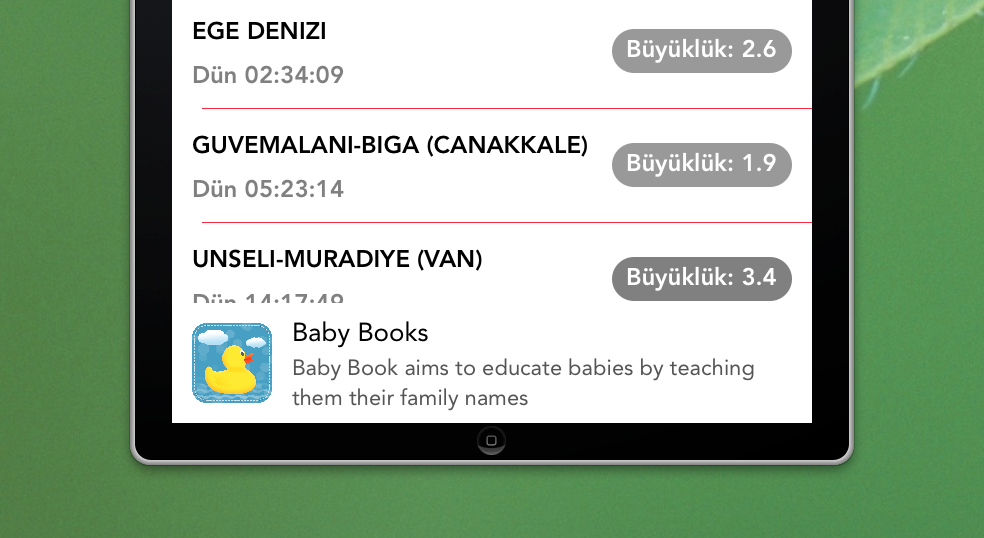 EGE DENIZI
Büyüklük: 2.6
Dün 02:34:09
GUVEMALANI-BIGA (CANAKKALE)
Büyüklük: 1.9
Dün 05:23:14
UNSELI-MURADIYE (VAN)
Büyüklük: 3.4
Dün 14:17:49
Baby Books
Baby Book aims to educate babies by teaching
them their family names